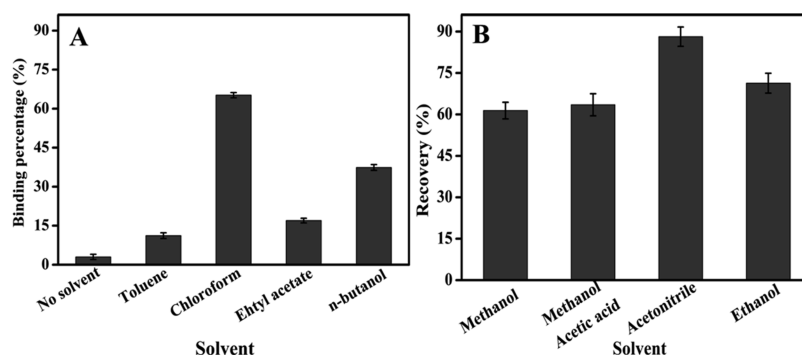 A
Binding percentage (%)
90
75
60
45
30
15
0
No solvent
Toluene
Chloroform
Ehtyl acetate
n-butanol
Solvent
B
Recovery (%)
90
75
60
45
30
15
0
Methanol
Methanol
Acetic acid
Acetonitrile
Ethanol
Solvent